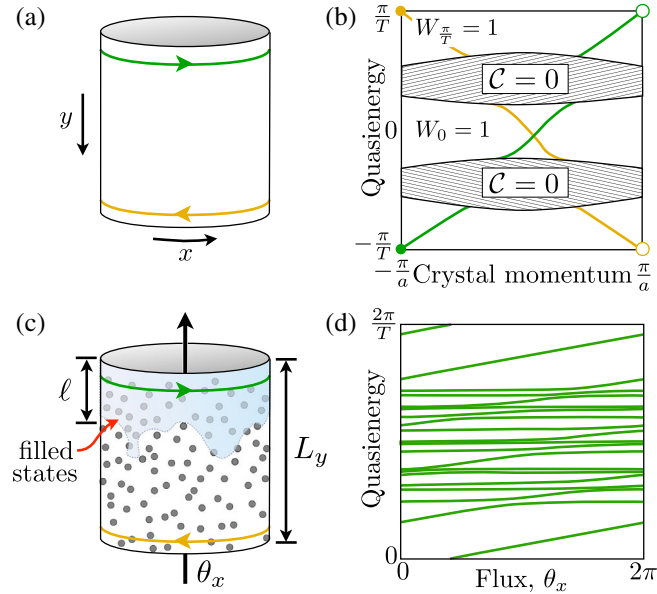 (a)
y
x
(b)
π/T
W_{π/T} = 1
C = 0
0
W_0 = 1
C = 0
−π/T
Quasienergy
−π/a Crystal momentum π/a
(c)
ℓ
filled
states
L_y
θ_x
(d)
2π/T
Quasienergy
0
0 Flux, θ_x 2π